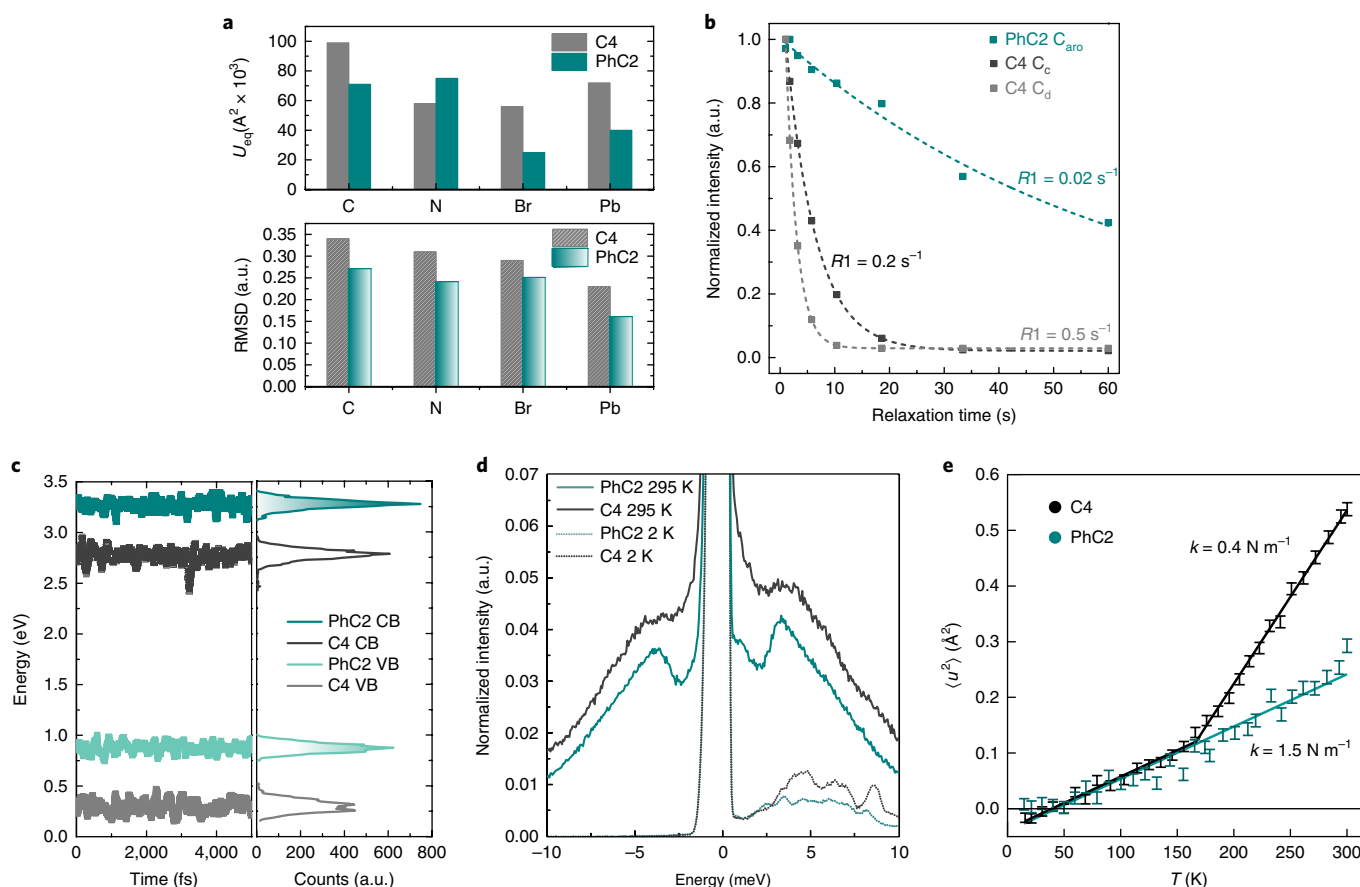 a
C4
PhC2
U_eq(Å² × 10³)
100
80
60
40
20
0
C N Br Pb
C4
PhC2
RMSD (a.u.)
0.35
0.30
0.25
0.20
0.15
0.10
0.05
0.00
C N Br Pb
b
PhC2 C_aro
C4 C_c
C4 C_d
Normalized intensity (a.u.)
1.0
0.8
0.6
0.4
0.2
0.0
R1 = 0.02 s⁻¹
R1 = 0.2 s⁻¹
R1 = 0.5 s⁻¹
0 10 20 30 40 50 60
Relaxation time (s)
c
Energy (eV)
3.5
3.0
2.5
2.0
1.5
1.0
0.5
0.0
PhC2 CB
C4 CB
PhC2 VB
C4 VB
0 2,000 4,000
Time (fs)
0 200 400 600 800
Counts (a.u.)
d
PhC2 295 K
C4 295 K
PhC2 2 K
C4 2 K
Normalized intensity (a.u.)
0.07
0.06
0.05
0.04
0.03
0.02
0.01
0.00
−10 −5 0 5 10
Energy (meV)
e
C4
PhC2
⟨u²⟩ (Å²)
0.6
0.5
0.4
0.3
0.2
0.1
0.0
k = 0.4 N m⁻¹
k = 1.5 N m⁻¹
0 50 100 150 200 250 300
T (K)